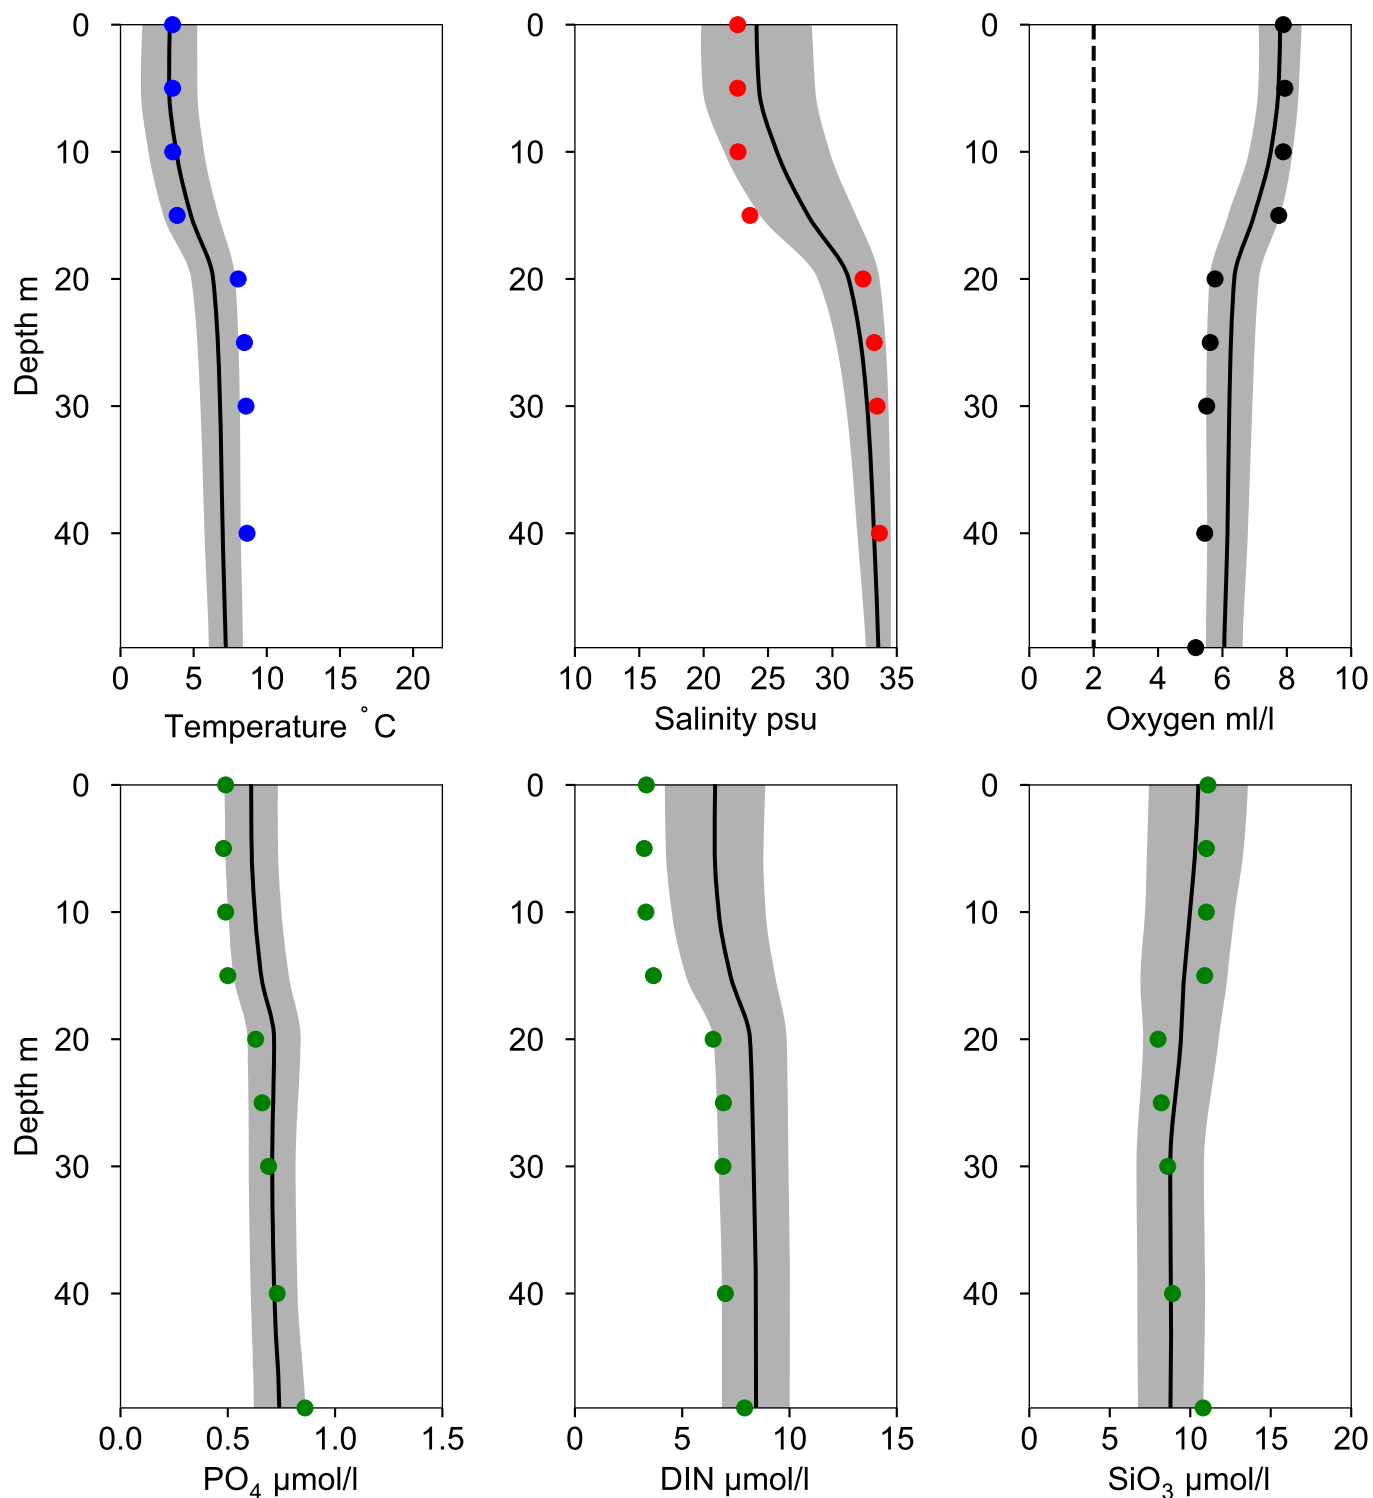 0
10
20
30
40
Depth m
0 5 10 15 20
Temperature °C
0
10
20
30
40
10 15 20 25 30 35
Salinity psu
0
10
20
30
40
0 2 4 6 8 10
Oxygen ml/l
0
10
20
30
40
Depth m
0.0 0.5 1.0 1.5
PO₄ µmol/l
0
10
20
30
40
0 5 10 15
DIN µmol/l
0
10
20
30
40
0 5 10 15 20
SiO₃ µmol/l